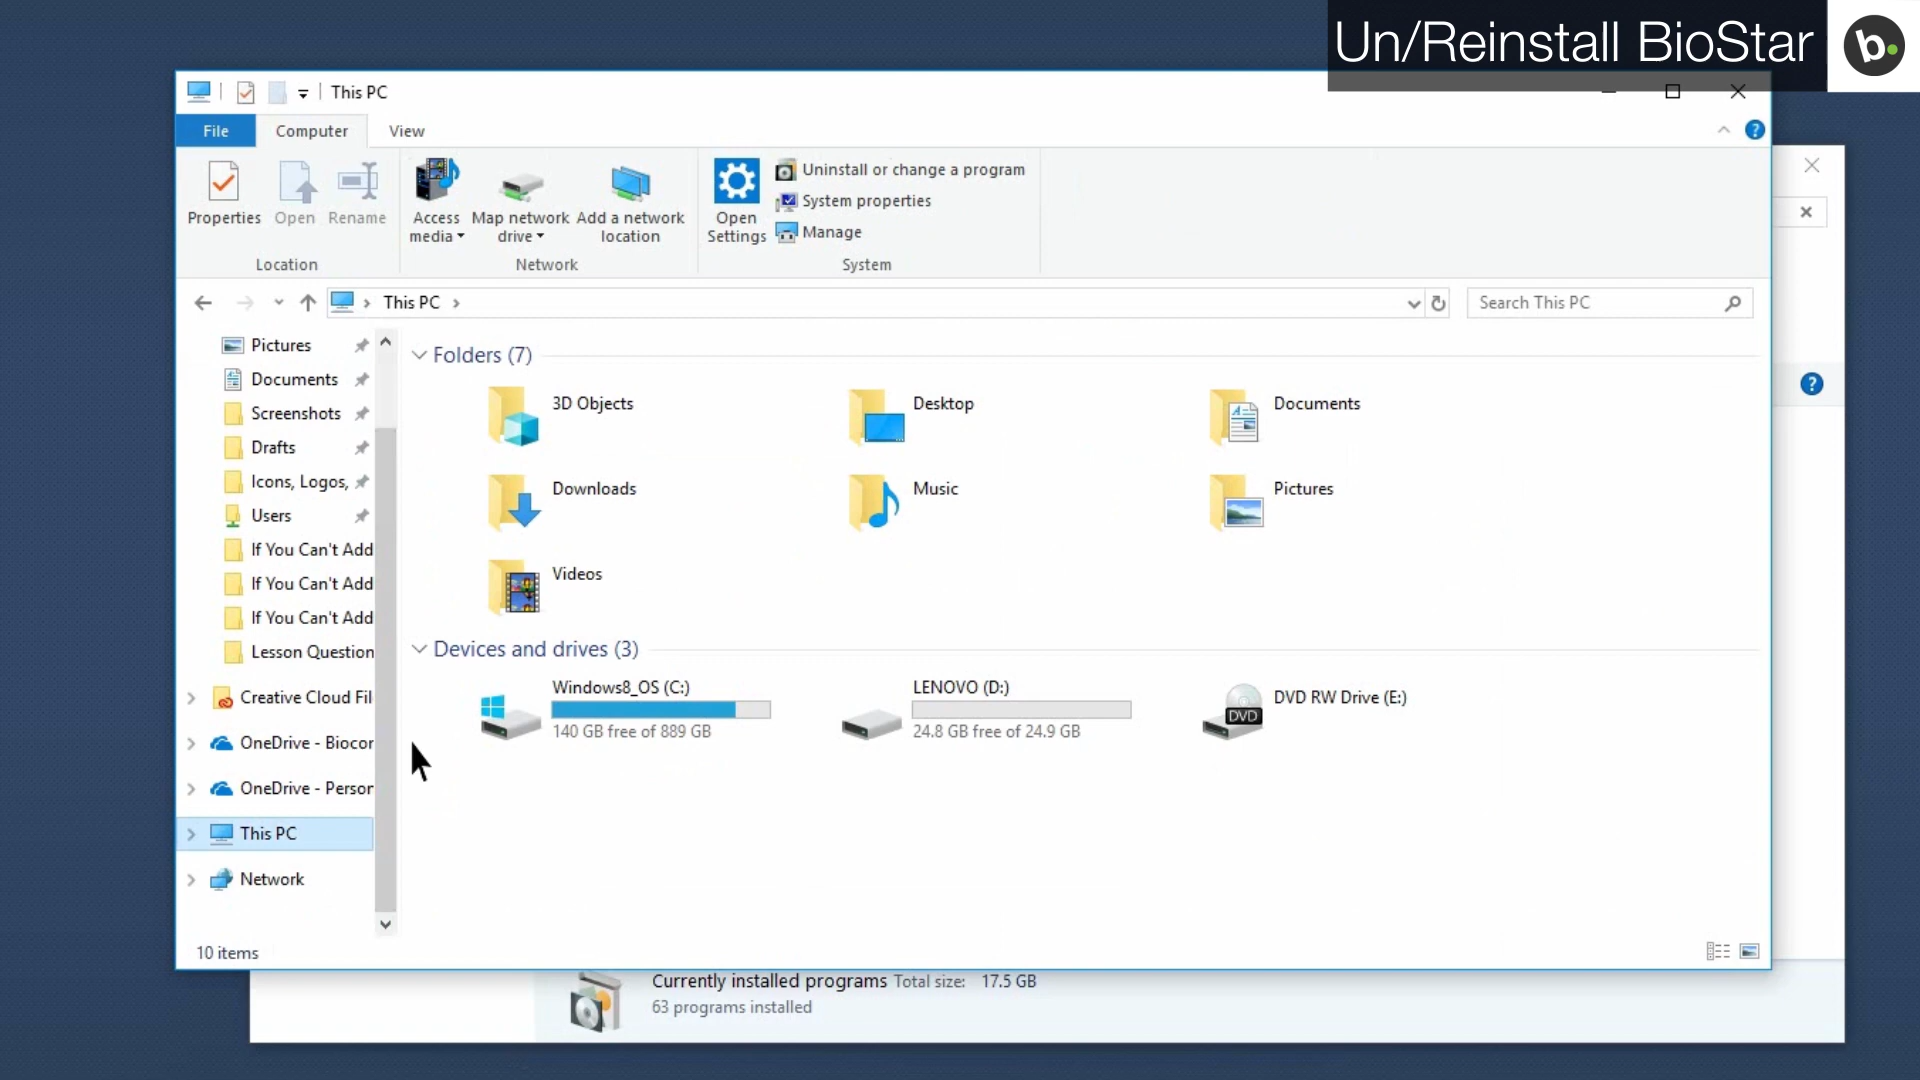 Un/Reinstall BioStar
b.
This PC
File
Computer
View
Properties
Open
Rename
Access media
Map network drive
Add a network location
Open Settings
Uninstall or change a program
System properties
Manage
Location
Network
System
This PC
Search This PC
Pictures
Documents
Screenshots
Drafts
Icons, Logos,
Users
If You Can't Add
If You Can't Add
If You Can't Add
Lesson Question
Creative Cloud Fil
OneDrive - Biocor
OneDrive - Person
This PC
Network
Folders (7)
3D Objects
Desktop
Documents
Downloads
Music
Pictures
Videos
Devices and drives (3)
Windows8_OS (C:)
140 GB free of 889 GB
LENOVO (D:)
24.8 GB free of 24.9 GB
DVD
DVD RW Drive (E:)
10 items
Currently installed programs Total size: 17.5 GB
63 programs installed